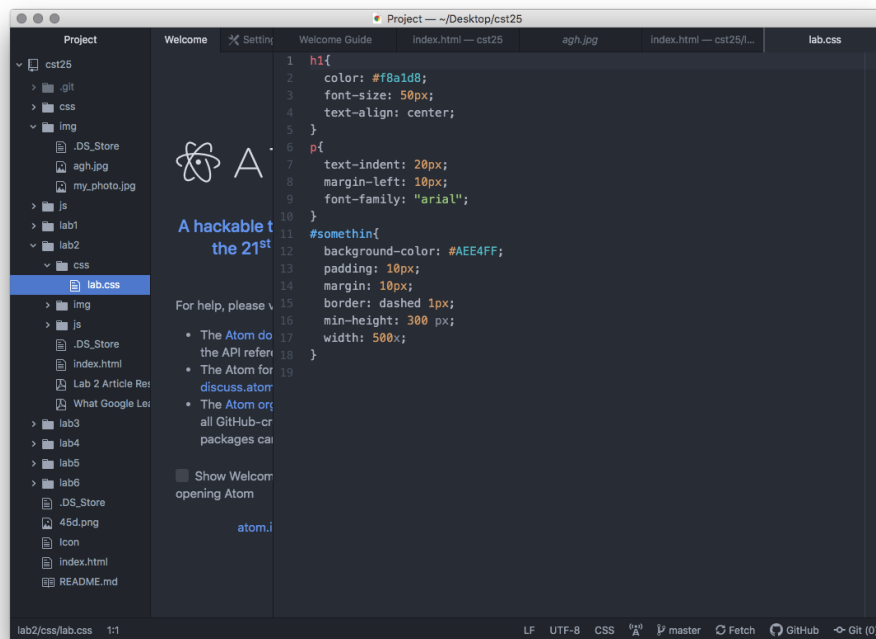 Project — ~/Desktop/cst25
Project
Welcome
Setting
Welcome Guide
index.html — cst25
agh.jpg
index.html — cst25/l...
lab.css
cst25
.git
css
img
.DS_Store
agh.jpg
my_photo.jpg
js
lab1
lab2
css
lab.css
img
js
.DS_Store
index.html
Lab 2 Article Res
What Google Lea
lab3
lab4
lab5
lab6
.DS_Store
45d.png
Icon
index.html
README.md
A
A hackable t
the 21st
For help, please v
The Atom do
the API refere
The Atom for
discuss.atom
The Atom org
all GitHub-cr
packages car
Show Welcom
opening Atom
atom.i
1 h1{
2 color: #f8a1d8;
3 font-size: 50px;
4 text-align: center;
5 }
6 p{
7 text-indent: 20px;
8 margin-left: 10px;
9 font-family: "arial";
10 }
11 #somethin{
12 background-color: #AEE4FF;
13 padding: 10px;
14 margin: 10px;
15 border: dashed 1px;
16 min-height: 300 px;
17 width: 500x;
18 }
19
lab2/css/lab.css 1:1
LF UTF-8 CSS master Fetch GitHub Git (0)